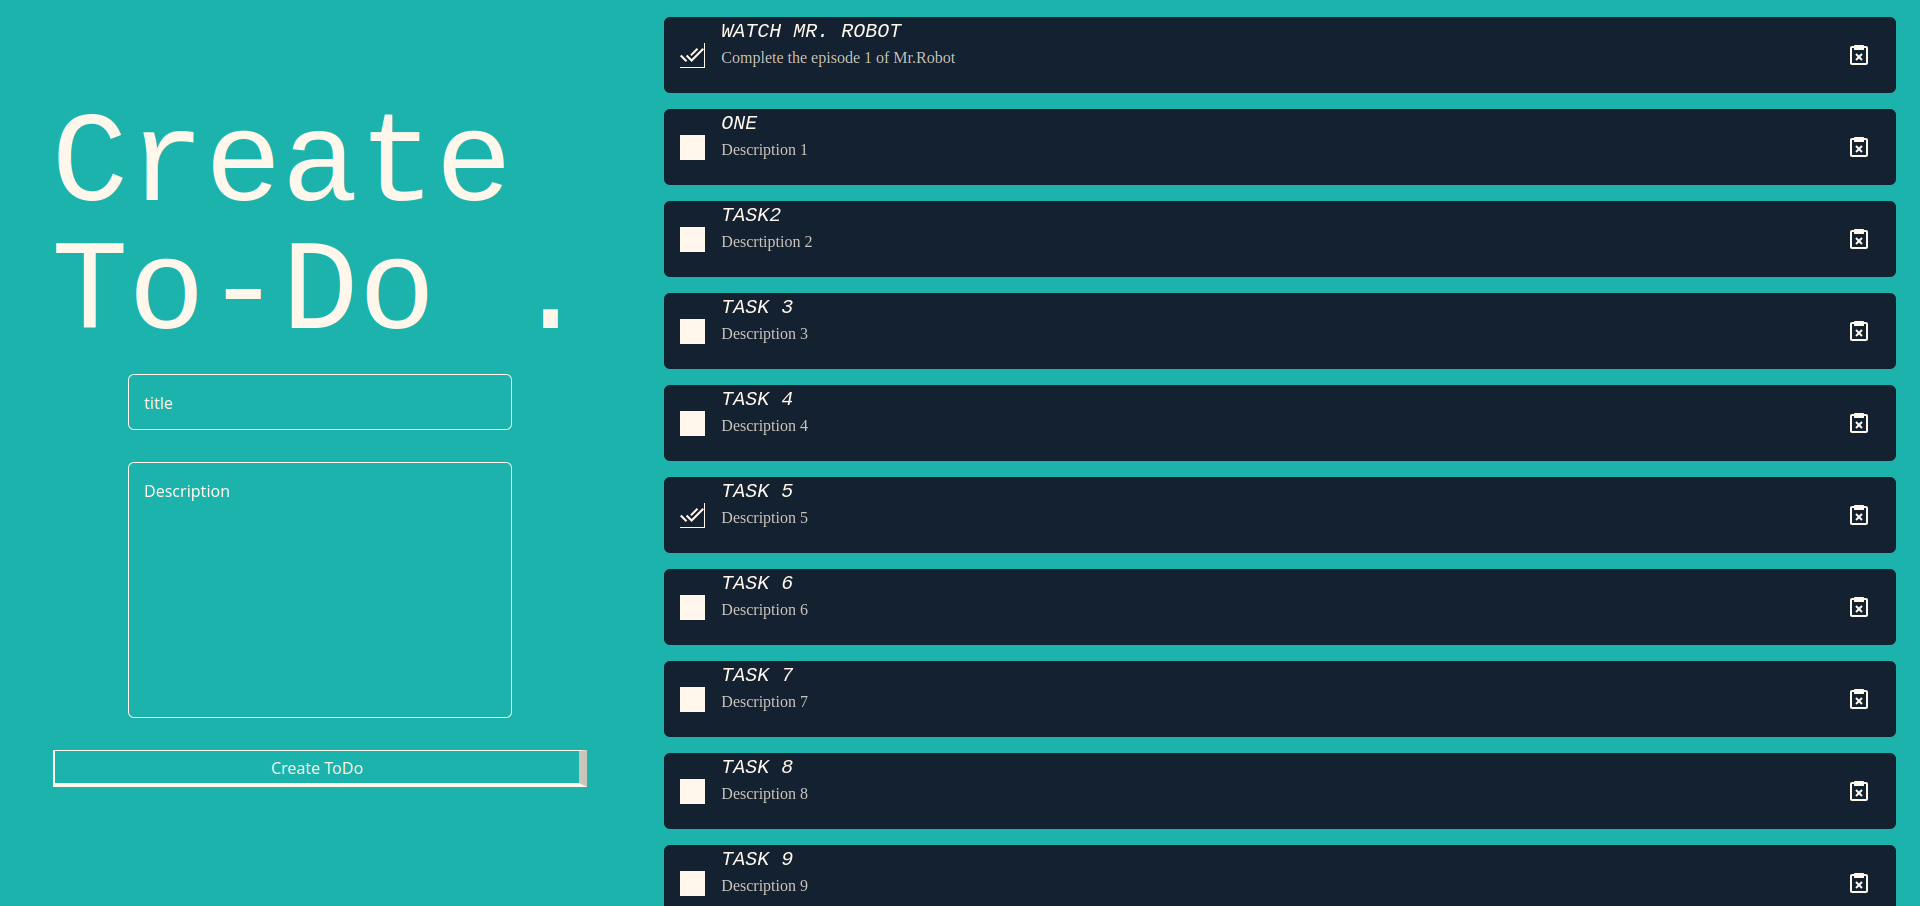 Create
To-Do .
title
Description
Create ToDo
WATCH MR. ROBOT
Complete the episode 1 of Mr.Robot
ONE
Description 1
TASK2
Descrtiption 2
TASK 3
Description 3
TASK 4
Description 4
TASK 5
Description 5
TASK 6
Description 6
TASK 7
Description 7
TASK 8
Description 8
TASK 9
Description 9